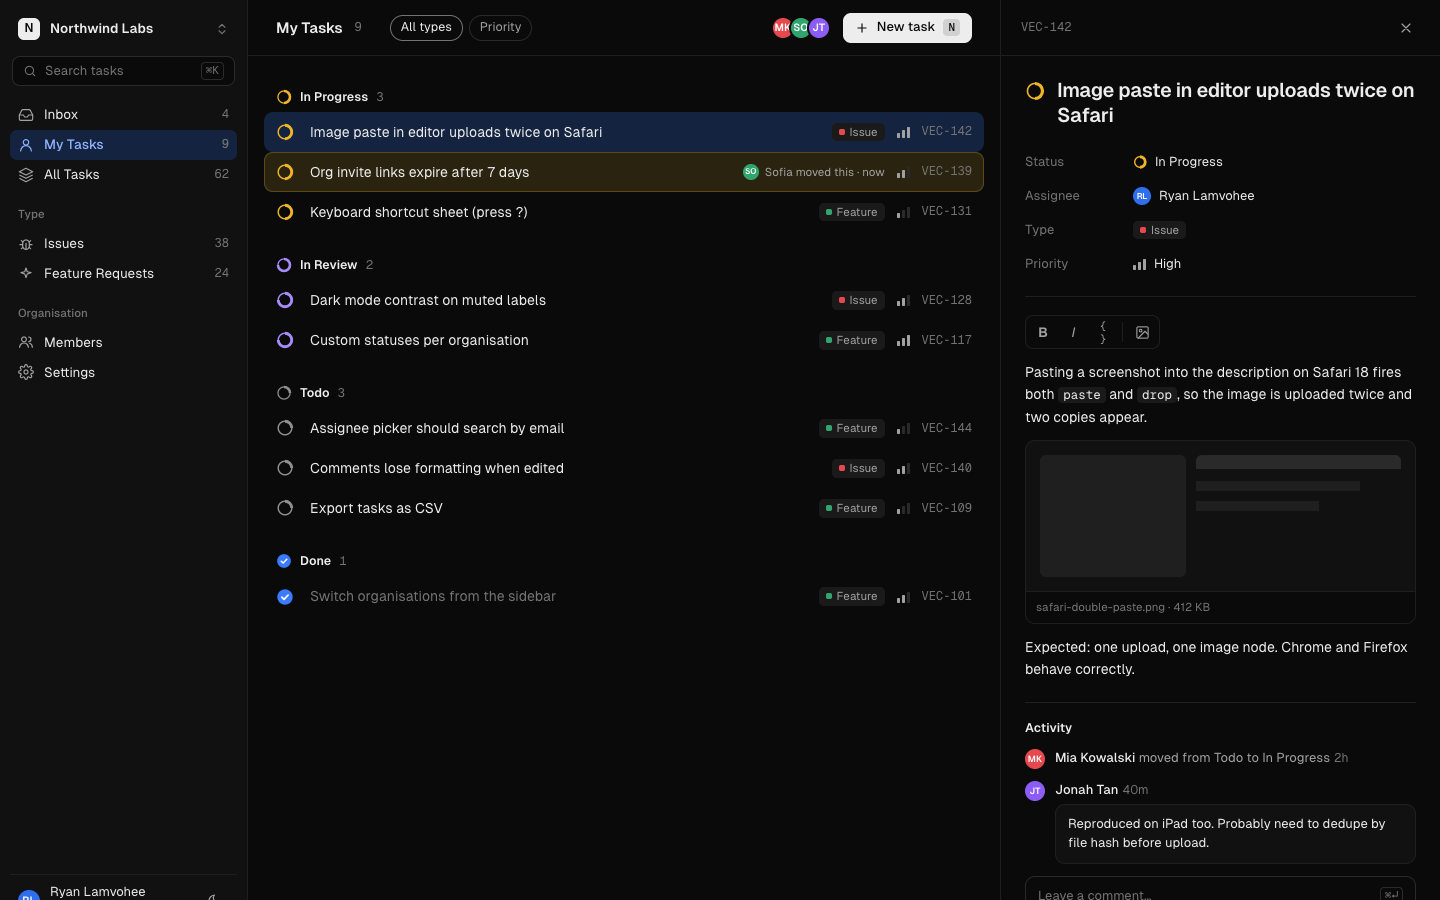 N Northwind Labs
Search tasks ⌘K
Inbox 4
My Tasks 9
All Tasks 62
Type
Issues 38
Feature Requests 24
Organisation
Members
Settings
RL Ryan Lamvohee
My Tasks 9 All types Priority MK SO JT + New task N
In Progress 3
Image paste in editor uploads twice on Safari Issue VEC-142
Org invite links expire after 7 days SO Sofia moved this · now VEC-139
Keyboard shortcut sheet (press ?) Feature VEC-131
In Review 2
Dark mode contrast on muted labels Issue VEC-128
Custom statuses per organisation Feature VEC-117
Todo 3
Assignee picker should search by email Feature VEC-144
Comments lose formatting when edited Issue VEC-140
Export tasks as CSV Feature VEC-109
Done 1
Switch organisations from the sidebar Feature VEC-101
VEC-142
Image paste in editor uploads twice on
Safari
Status In Progress
Assignee RL Ryan Lamvohee
Type Issue
Priority High
B I { }
Pasting a screenshot into the description on Safari 18 fires
both paste and drop, so the image is uploaded twice and
two copies appear.
safari-double-paste.png · 412 KB
Expected: one upload, one image node. Chrome and Firefox
behave correctly.
Activity
MK Mia Kowalski moved from Todo to In Progress 2h
JT Jonah Tan 40m
Reproduced on iPad too. Probably need to dedupe by
file hash before upload.
Leave a comment… ⌘↵